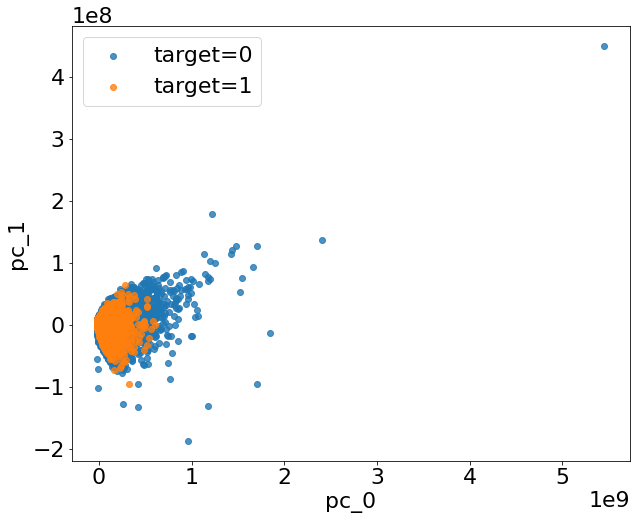 1e8
target=0
target=1
4
3
2
1
0
−1
−2
pc_1
0 1 2 3 4 5
pc_0
1e9